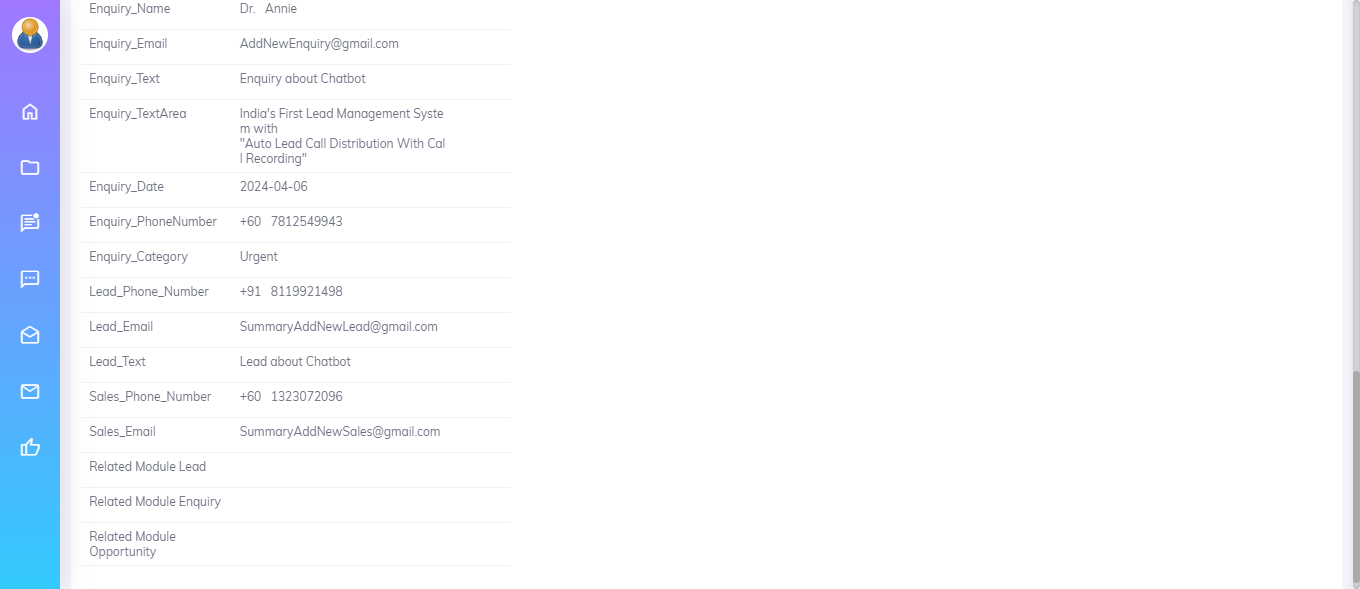 Enquiry_Name Dr. Annie
Enquiry_Email AddNewEnquiry@gmail.com
Enquiry_Text Enquiry about Chatbot
Enquiry_TextArea India's First Lead Management Syste
m with
"Auto Lead Call Distribution With Cal
l Recording"
Enquiry_Date 2024-04-06
Enquiry_PhoneNumber +60 7812549943
Enquiry_Category Urgent
Lead_Phone_Number +91 8119921498
Lead_Email SummaryAddNewLead@gmail.com
Lead_Text Lead about Chatbot
Sales_Phone_Number +60 1323072096
Sales_Email SummaryAddNewSales@gmail.com
Related Module Lead
Related Module Enquiry
Related Module
Opportunity